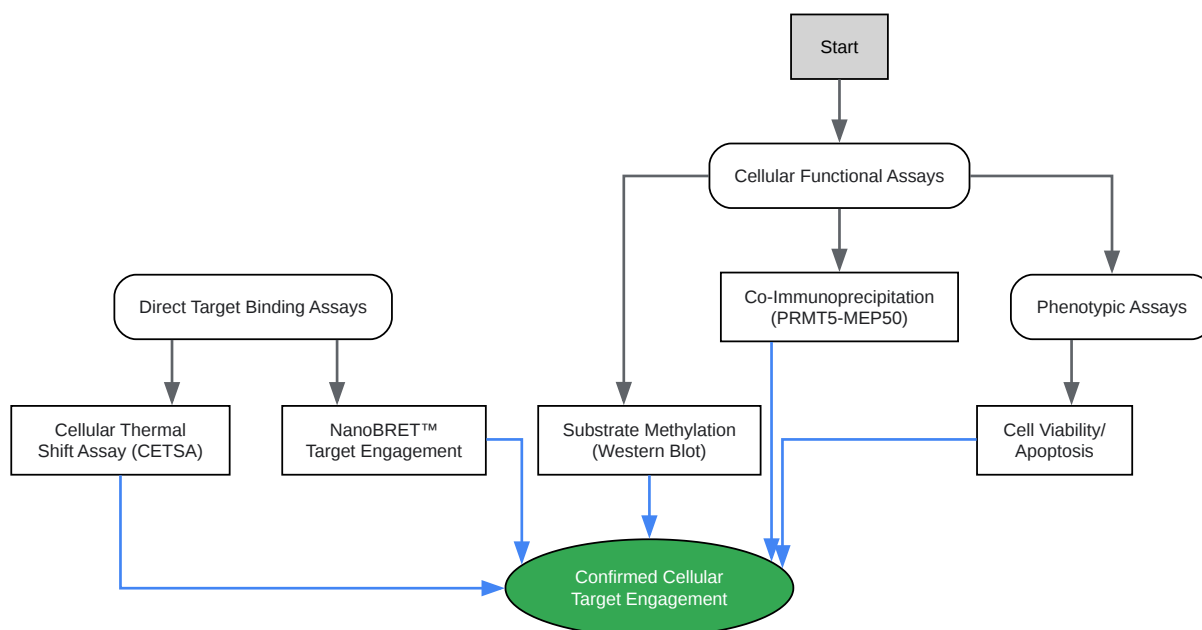 Start
Cellular Functional Assays
Co-Immunoprecipitation
(PRMT5-MEP50)
Direct Target Binding Assays
Phenotypic Assays
Cellular Thermal
Shift Assay (CETSA)
NanoBRET™
Target Engagement
Substrate Methylation
(Western Blot)
Cell Viability/
Apoptosis
Confirmed Cellular
Target Engagement